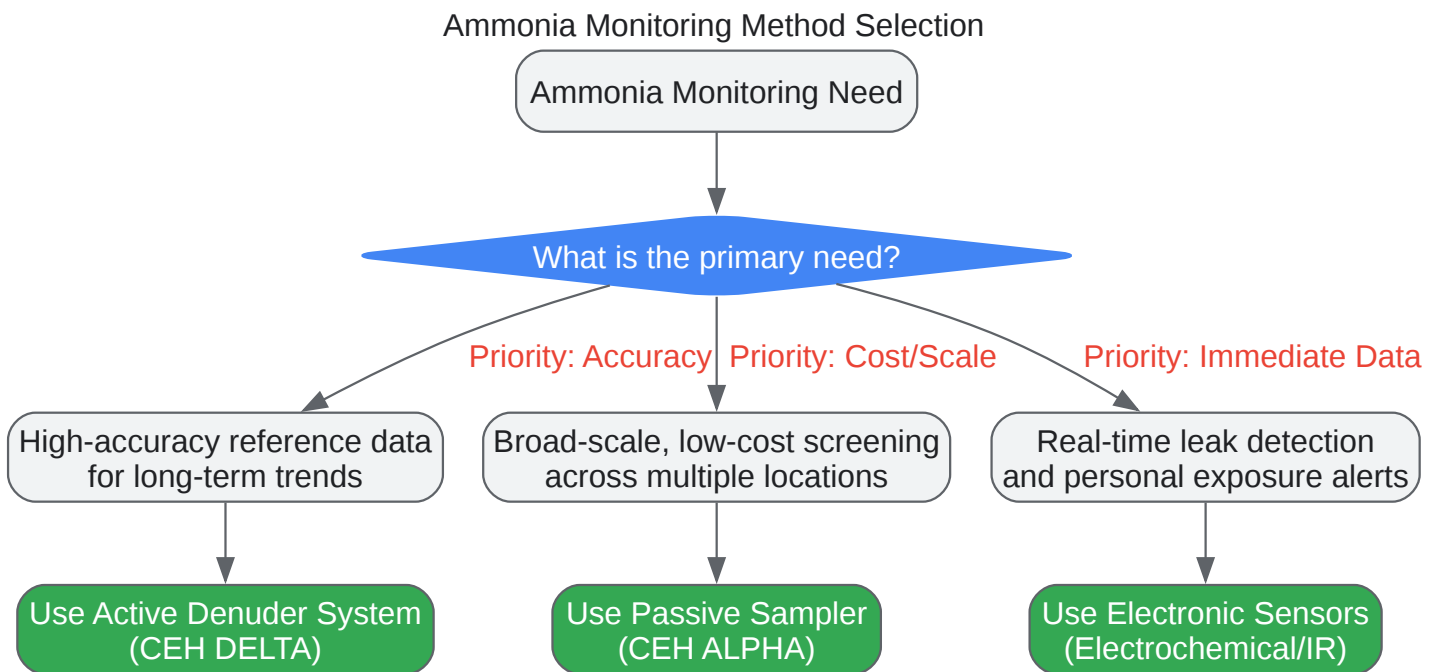 Ammonia Monitoring Method Selection
Ammonia Monitoring Need
What is the primary need?
Priority: Accuracy
Priority: Cost/Scale
Priority: Immediate Data
High-accuracy reference data
for long-term trends
Broad-scale, low-cost screening
across multiple locations
Real-time leak detection
and personal exposure alerts
Use Active Denuder System
(CEH DELTA)
Use Passive Sampler
(CEH ALPHA)
Use Electronic Sensors
(Electrochemical/IR)